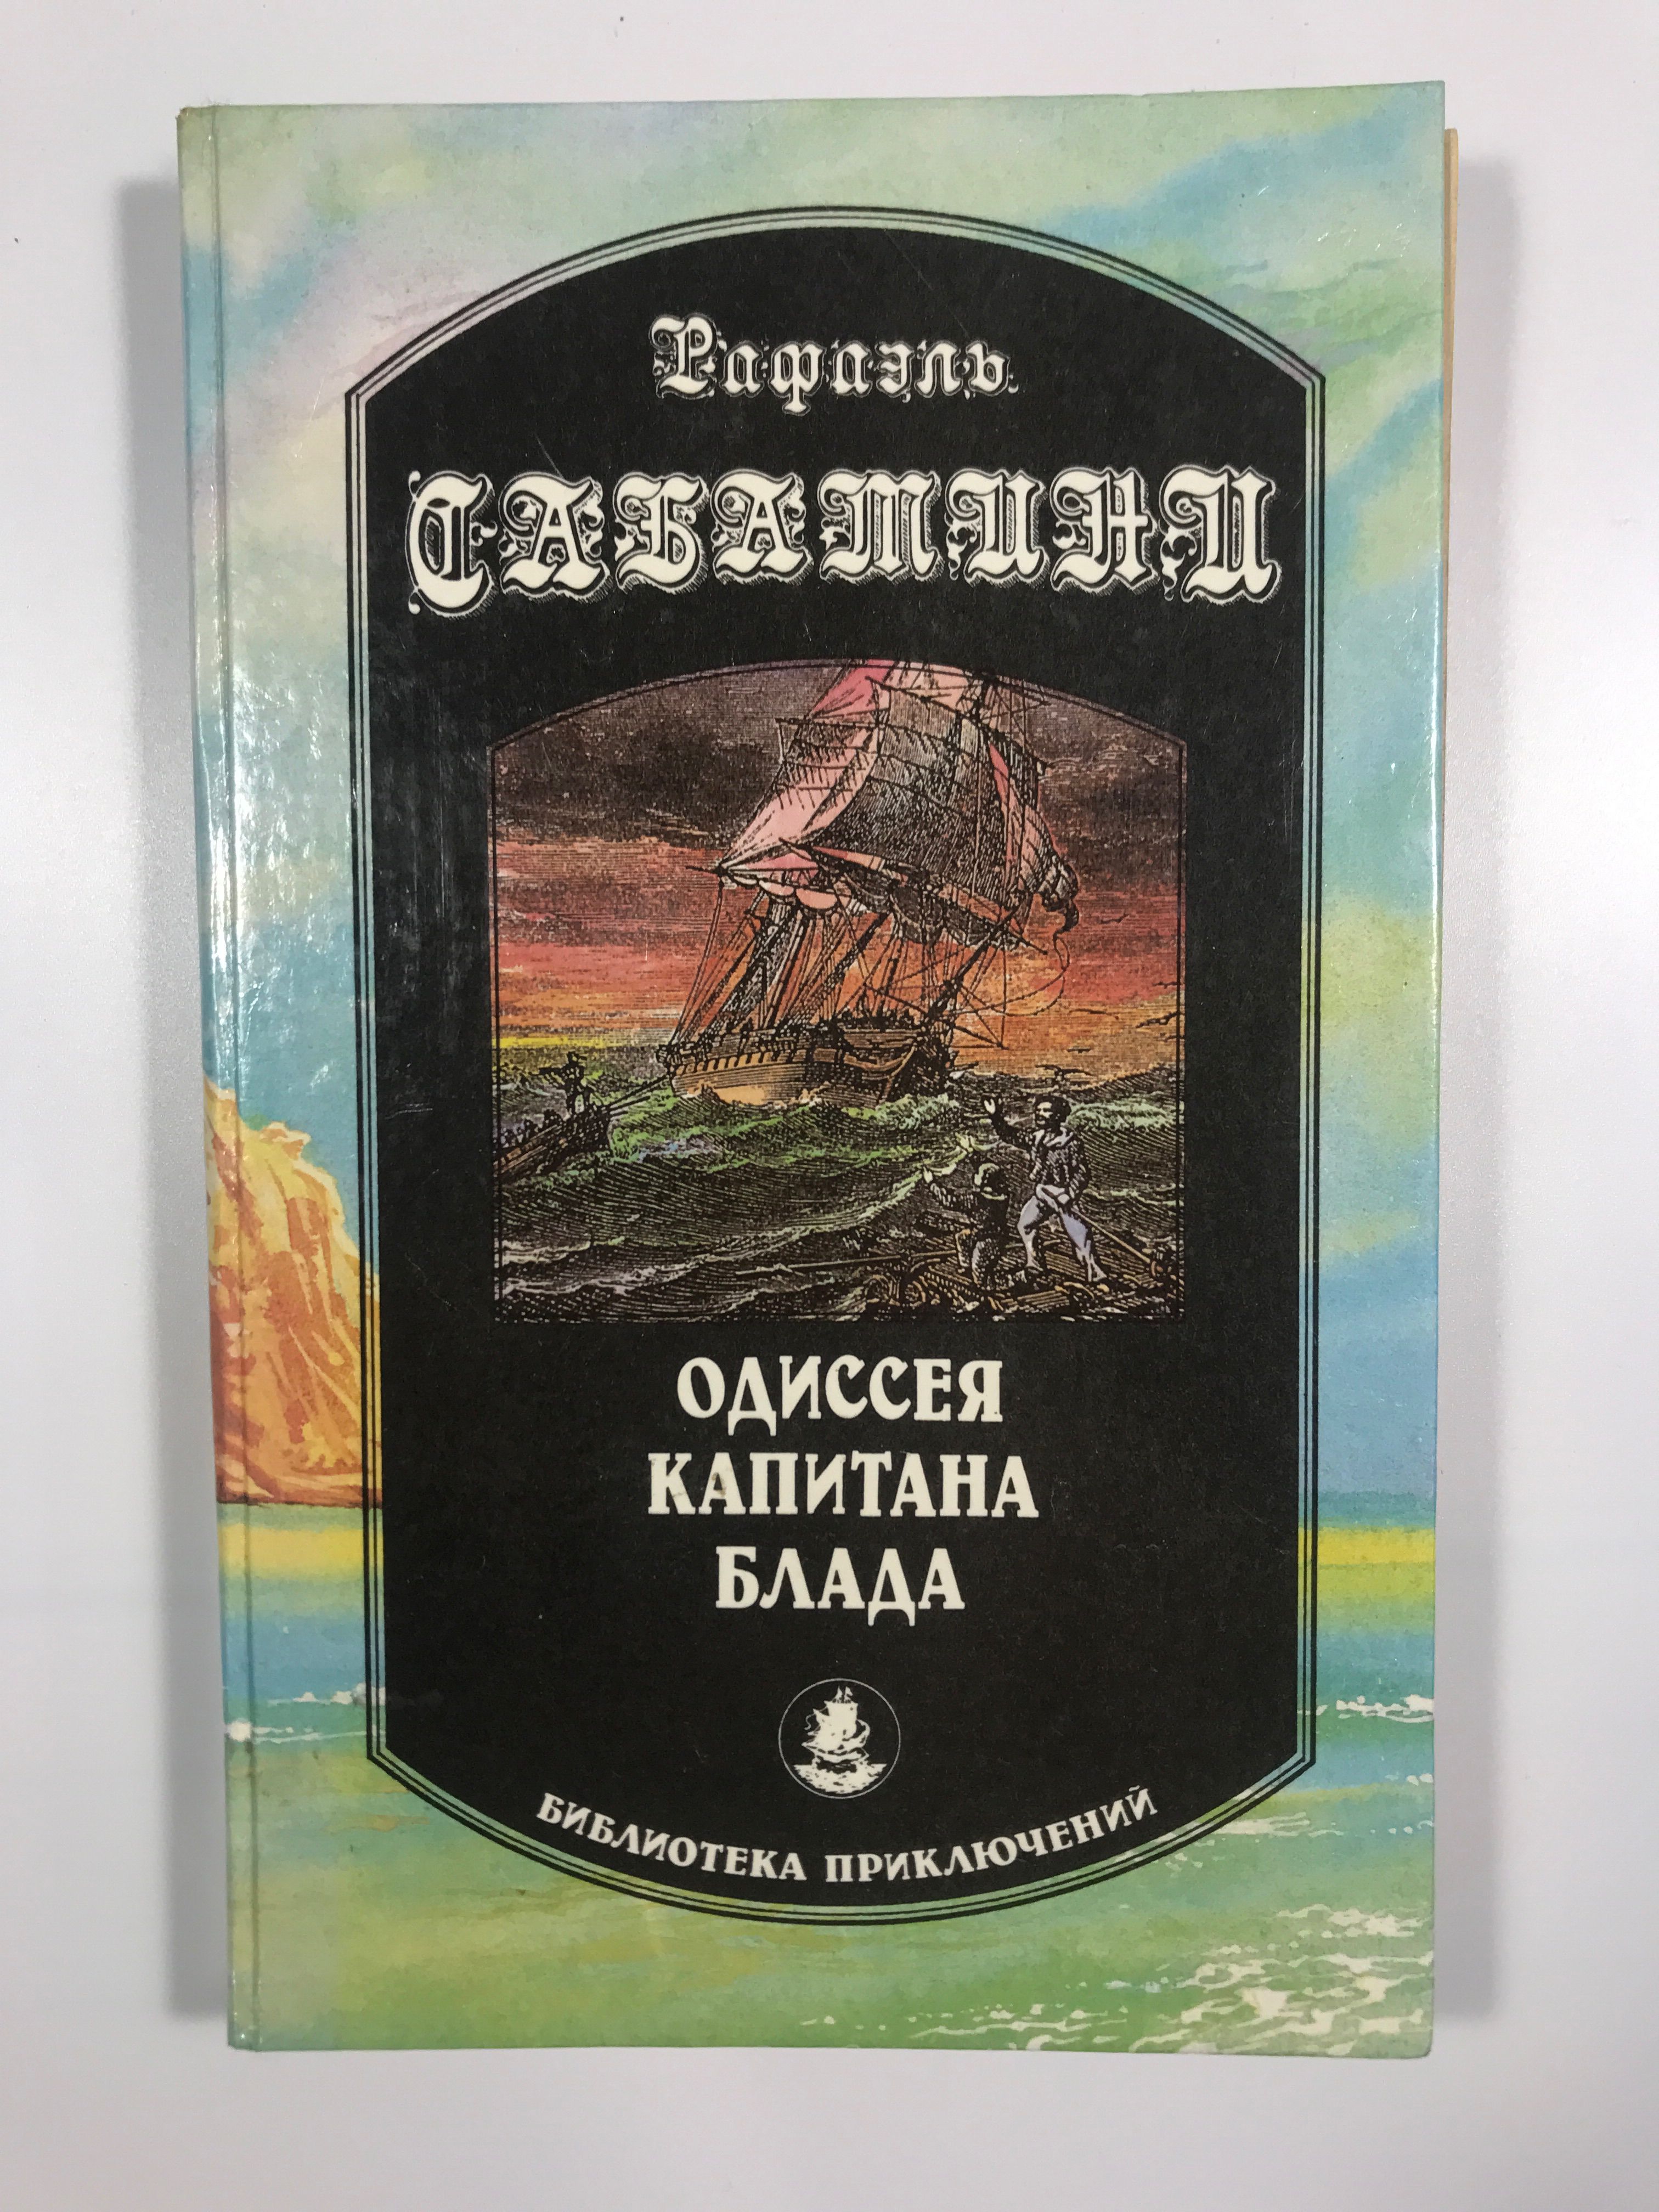 Рафаэль
САБАТИНИ
ОДИССЕЯ
КАПИТАНА
БЛАДА
БИБЛИОТЕКА ПРИКЛЮЧЕНИЙ